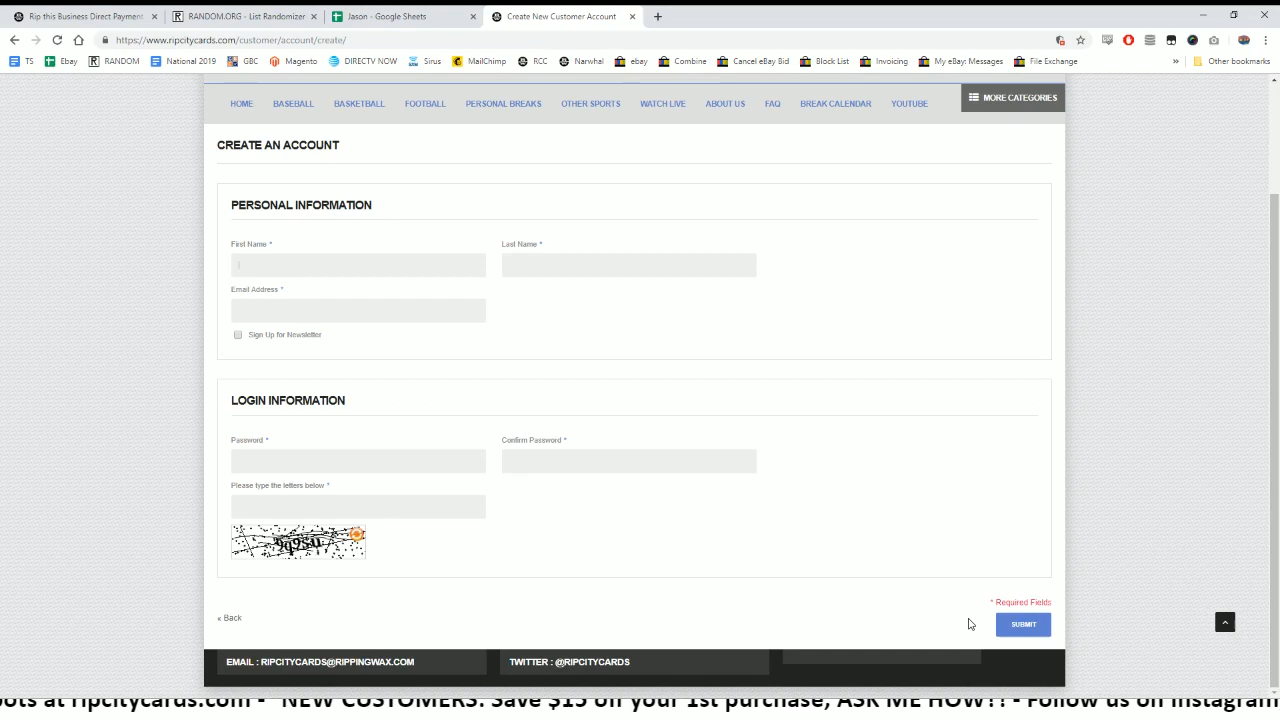 Rip this Business Direct Payment
RANDOM.ORG - List Randomizer
Jason - Google Sheets
Create New Customer Account
https://www.ripcitycards.com/customer/account/create/
TS
Ebay
RANDOM
National 2019
GBC
Magento
DIRECTV NOW
Sirus
MailChimp
RCC
Narwhal
ebay
Combine
Cancel eBay Bid
Block List
Invoicing
My eBay: Messages
File Exchange
»
Other bookmarks
HOME
BASEBALL
BASKETBALL
FOOTBALL
PERSONAL BREAKS
OTHER SPORTS
WATCH LIVE
ABOUT US
FAQ
BREAK CALENDAR
YOUTUBE
MORE CATEGORIES
CREATE AN ACCOUNT
PERSONAL INFORMATION
First Name *
Last Name *
Email Address *
Sign Up for Newsletter
LOGIN INFORMATION
Password *
Confirm Password *
Please type the letters below *
* Required Fields
« Back
SUBMIT
EMAIL : RIPCITYCARDS@RIPPINGWAX.COM
TWITTER : @RIPCITYCARDS
pots at ripcitycards.com - "NEW CUSTOMERS: Save $15 off your 1st purchase, ASK ME HOW!! - Follow us on Instagram